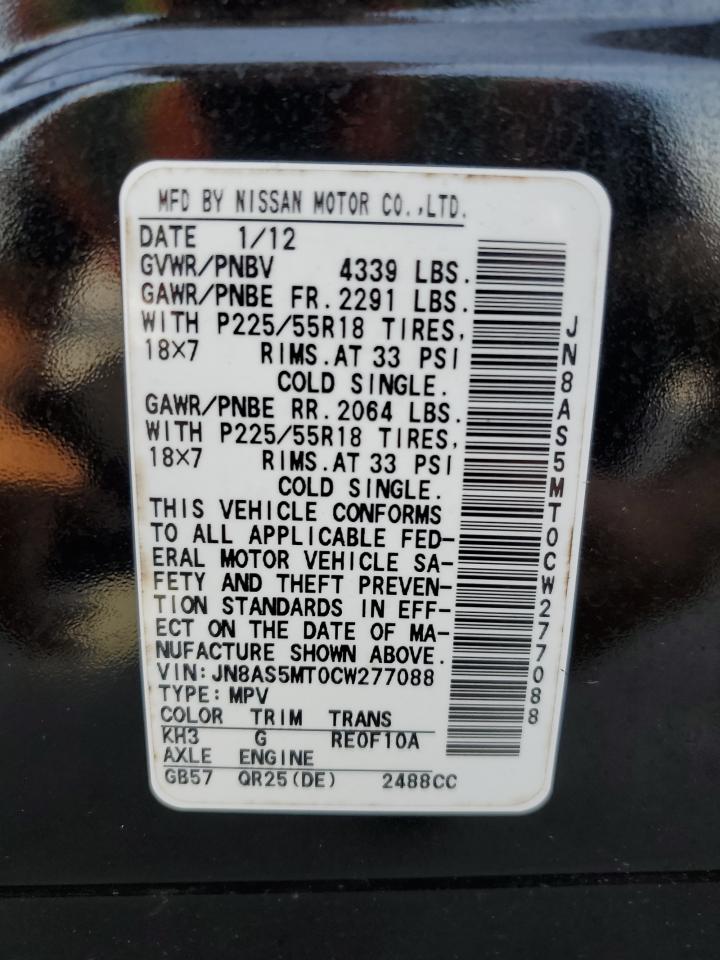 MFD BY NISSAN MOTOR CO.,LTD.
DATE 1/12
GVWR/PNBV 4339 LBS.
GAWR/PNBE FR.2291 LBS.
WITH P225/55R18 TIRES,
18X7 RIMS.AT 33 PSI
COLD SINGLE.
GAWR/PNBE RR.2064 LBS.
WITH P225/55R18 TIRES,
18X7 RIMS.AT 33 PSI
COLD SINGLE.
THIS VEHICLE CONFORMS
TO ALL APPLICABLE FED-
ERAL MOTOR VEHICLE SA-
FETY AND THEFT PREVEN-
TION STANDARDS IN EFF-
ECT ON THE DATE OF MA-
NUFACTURE SHOWN ABOVE.
VIN:JN8AS5MT0CW277088
TYPE:MPV
COLOR TRIM TRANS
KH3 G RE0F10A
AXLE ENGINE
GB57 QR25(DE) 2488CC
JN8AS5MT0CW277088